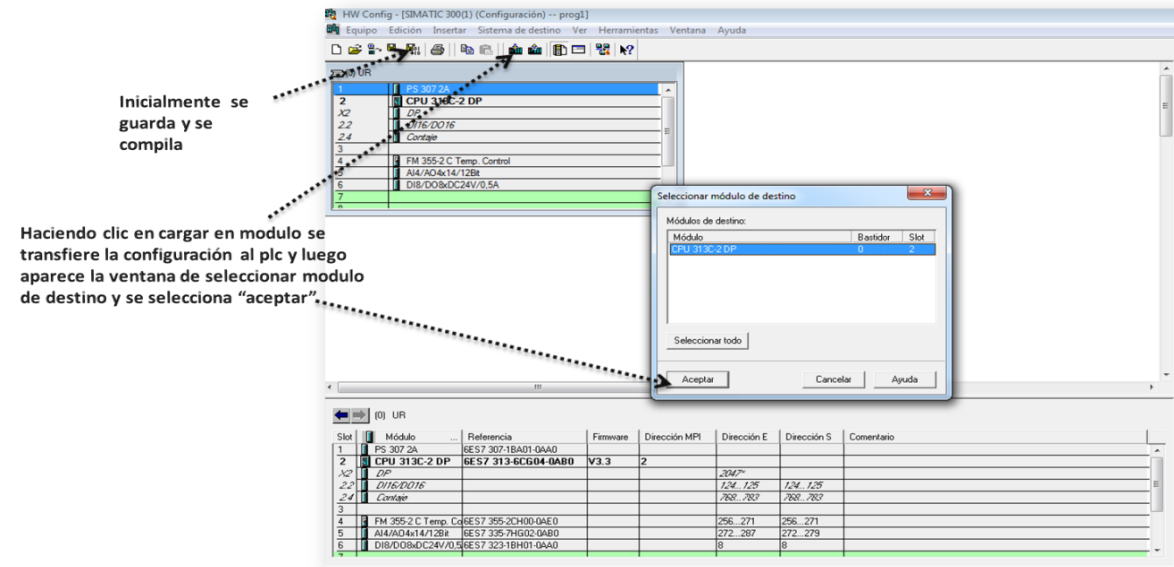 HW Config - [SIMATIC 300(1) (Configuración) -- prog1]
Equipo Edición Insertar Sistema de destino Ver Herramientas Ventana Ayuda
(0) UR
1 PS 307 2A
2 CPU 313C-2 DP
X2 DP
2.2 DI16/DO16
2.4 Contaje
3
4 FM 355-2 C Temp. Control
5 AI4/AO4x14/12Bit
6 DI8/DO8xDC24V/0,5A
7
8
Inicialmente se
guarda y se
compila
Haciendo clic en cargar en modulo se
transfiere la configuración al plc y luego
aparece la ventana de seleccionar modulo
de destino y se selecciona “aceptar”
Seleccionar módulo de destino
Módulos de destino:
Módulo Bastidor Slot
CPU 313C-2 DP 0 2
Seleccionar todo
Aceptar Cancelar Ayuda
(0) UR
Slot Módulo ... Referencia Firmware Dirección MPI Dirección E Dirección S Comentario
1 PS 307 2A 6ES7 307-1BA01-0AA0
2 CPU 313C-2 DP 6ES7 313-6CG04-0AB0 V3.3 2
X2 DP 2047*
2.2 DI16/DO16 124...125 124...125
2.4 Contaje 768...783 768...783
3
4 FM 355-2 C Temp. Co 6ES7 355-2CH00-0AE0 256...271 256...271
5 AI4/AO4x14/12Bit 6ES7 335-7HG02-0AB0 272...287 272...279
6 DI8/DO8xDC24V/0,5 6ES7 323-1BH01-0AA0 8 8
7